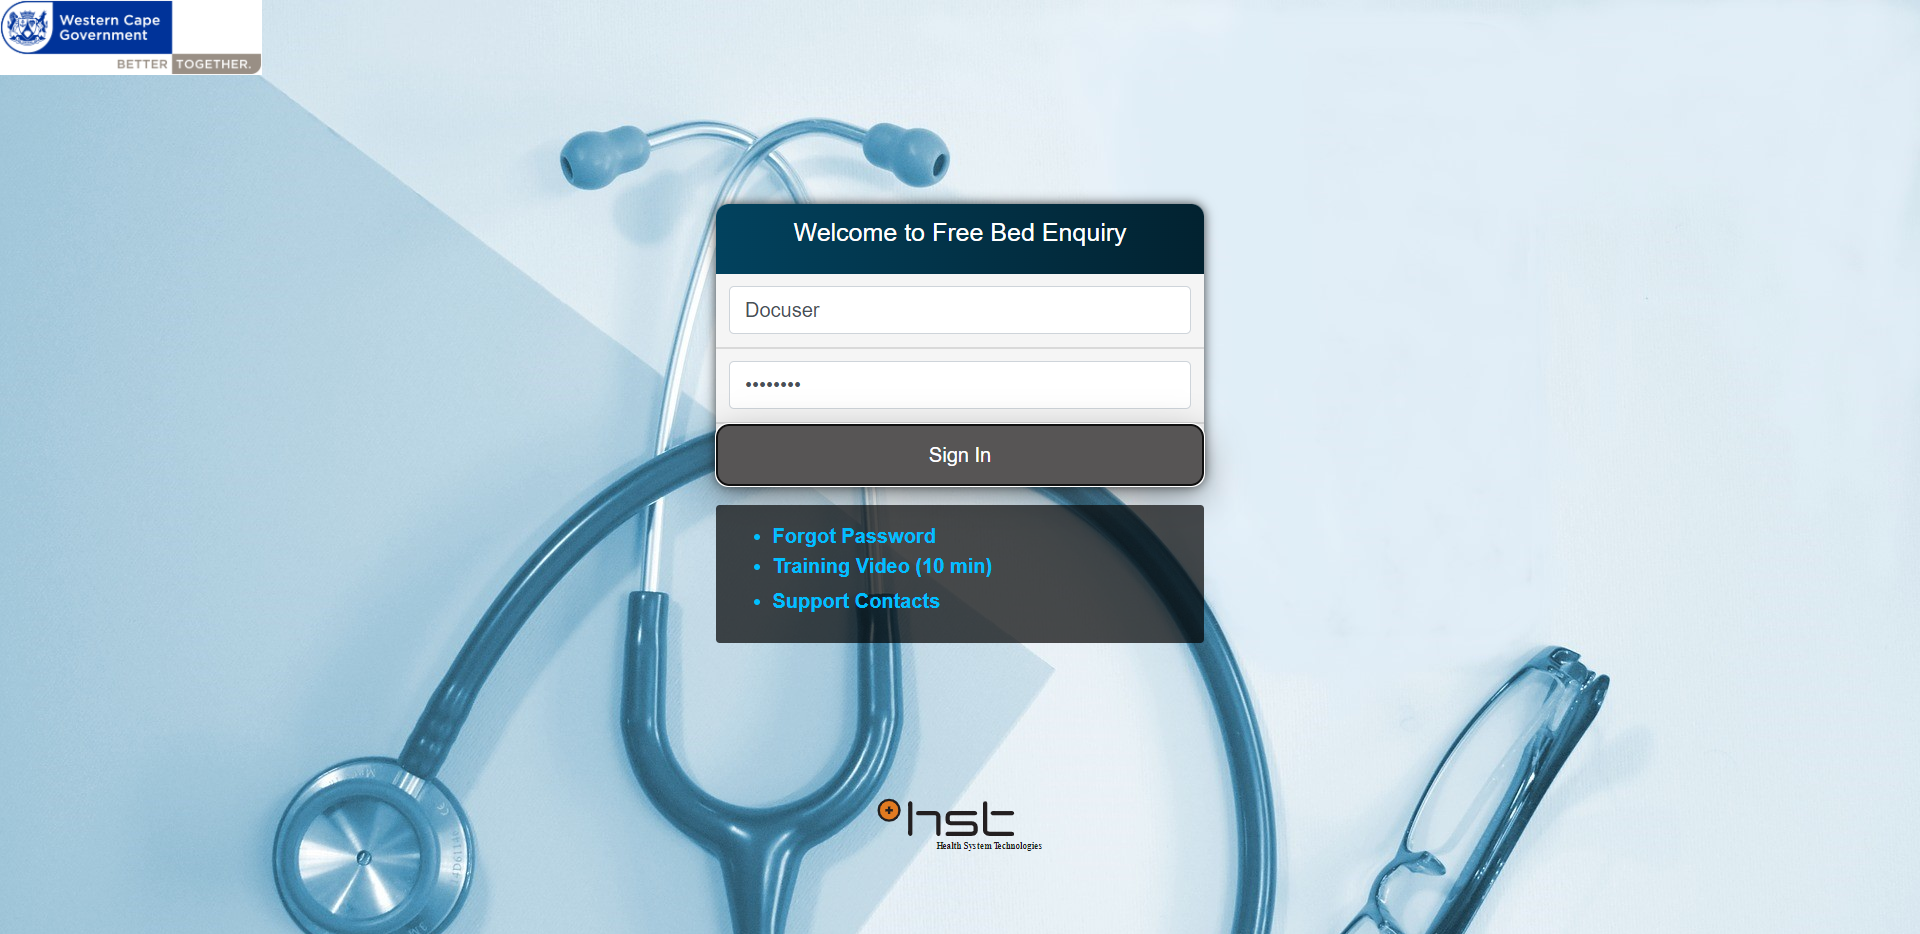 Western Cape
Government
BETTER TOGETHER.
Welcome to Free Bed Enquiry
Docuser
••••••••
Sign In
• Forgot Password
• Training Video (10 min)
• Support Contacts
hst
Health System Technologies